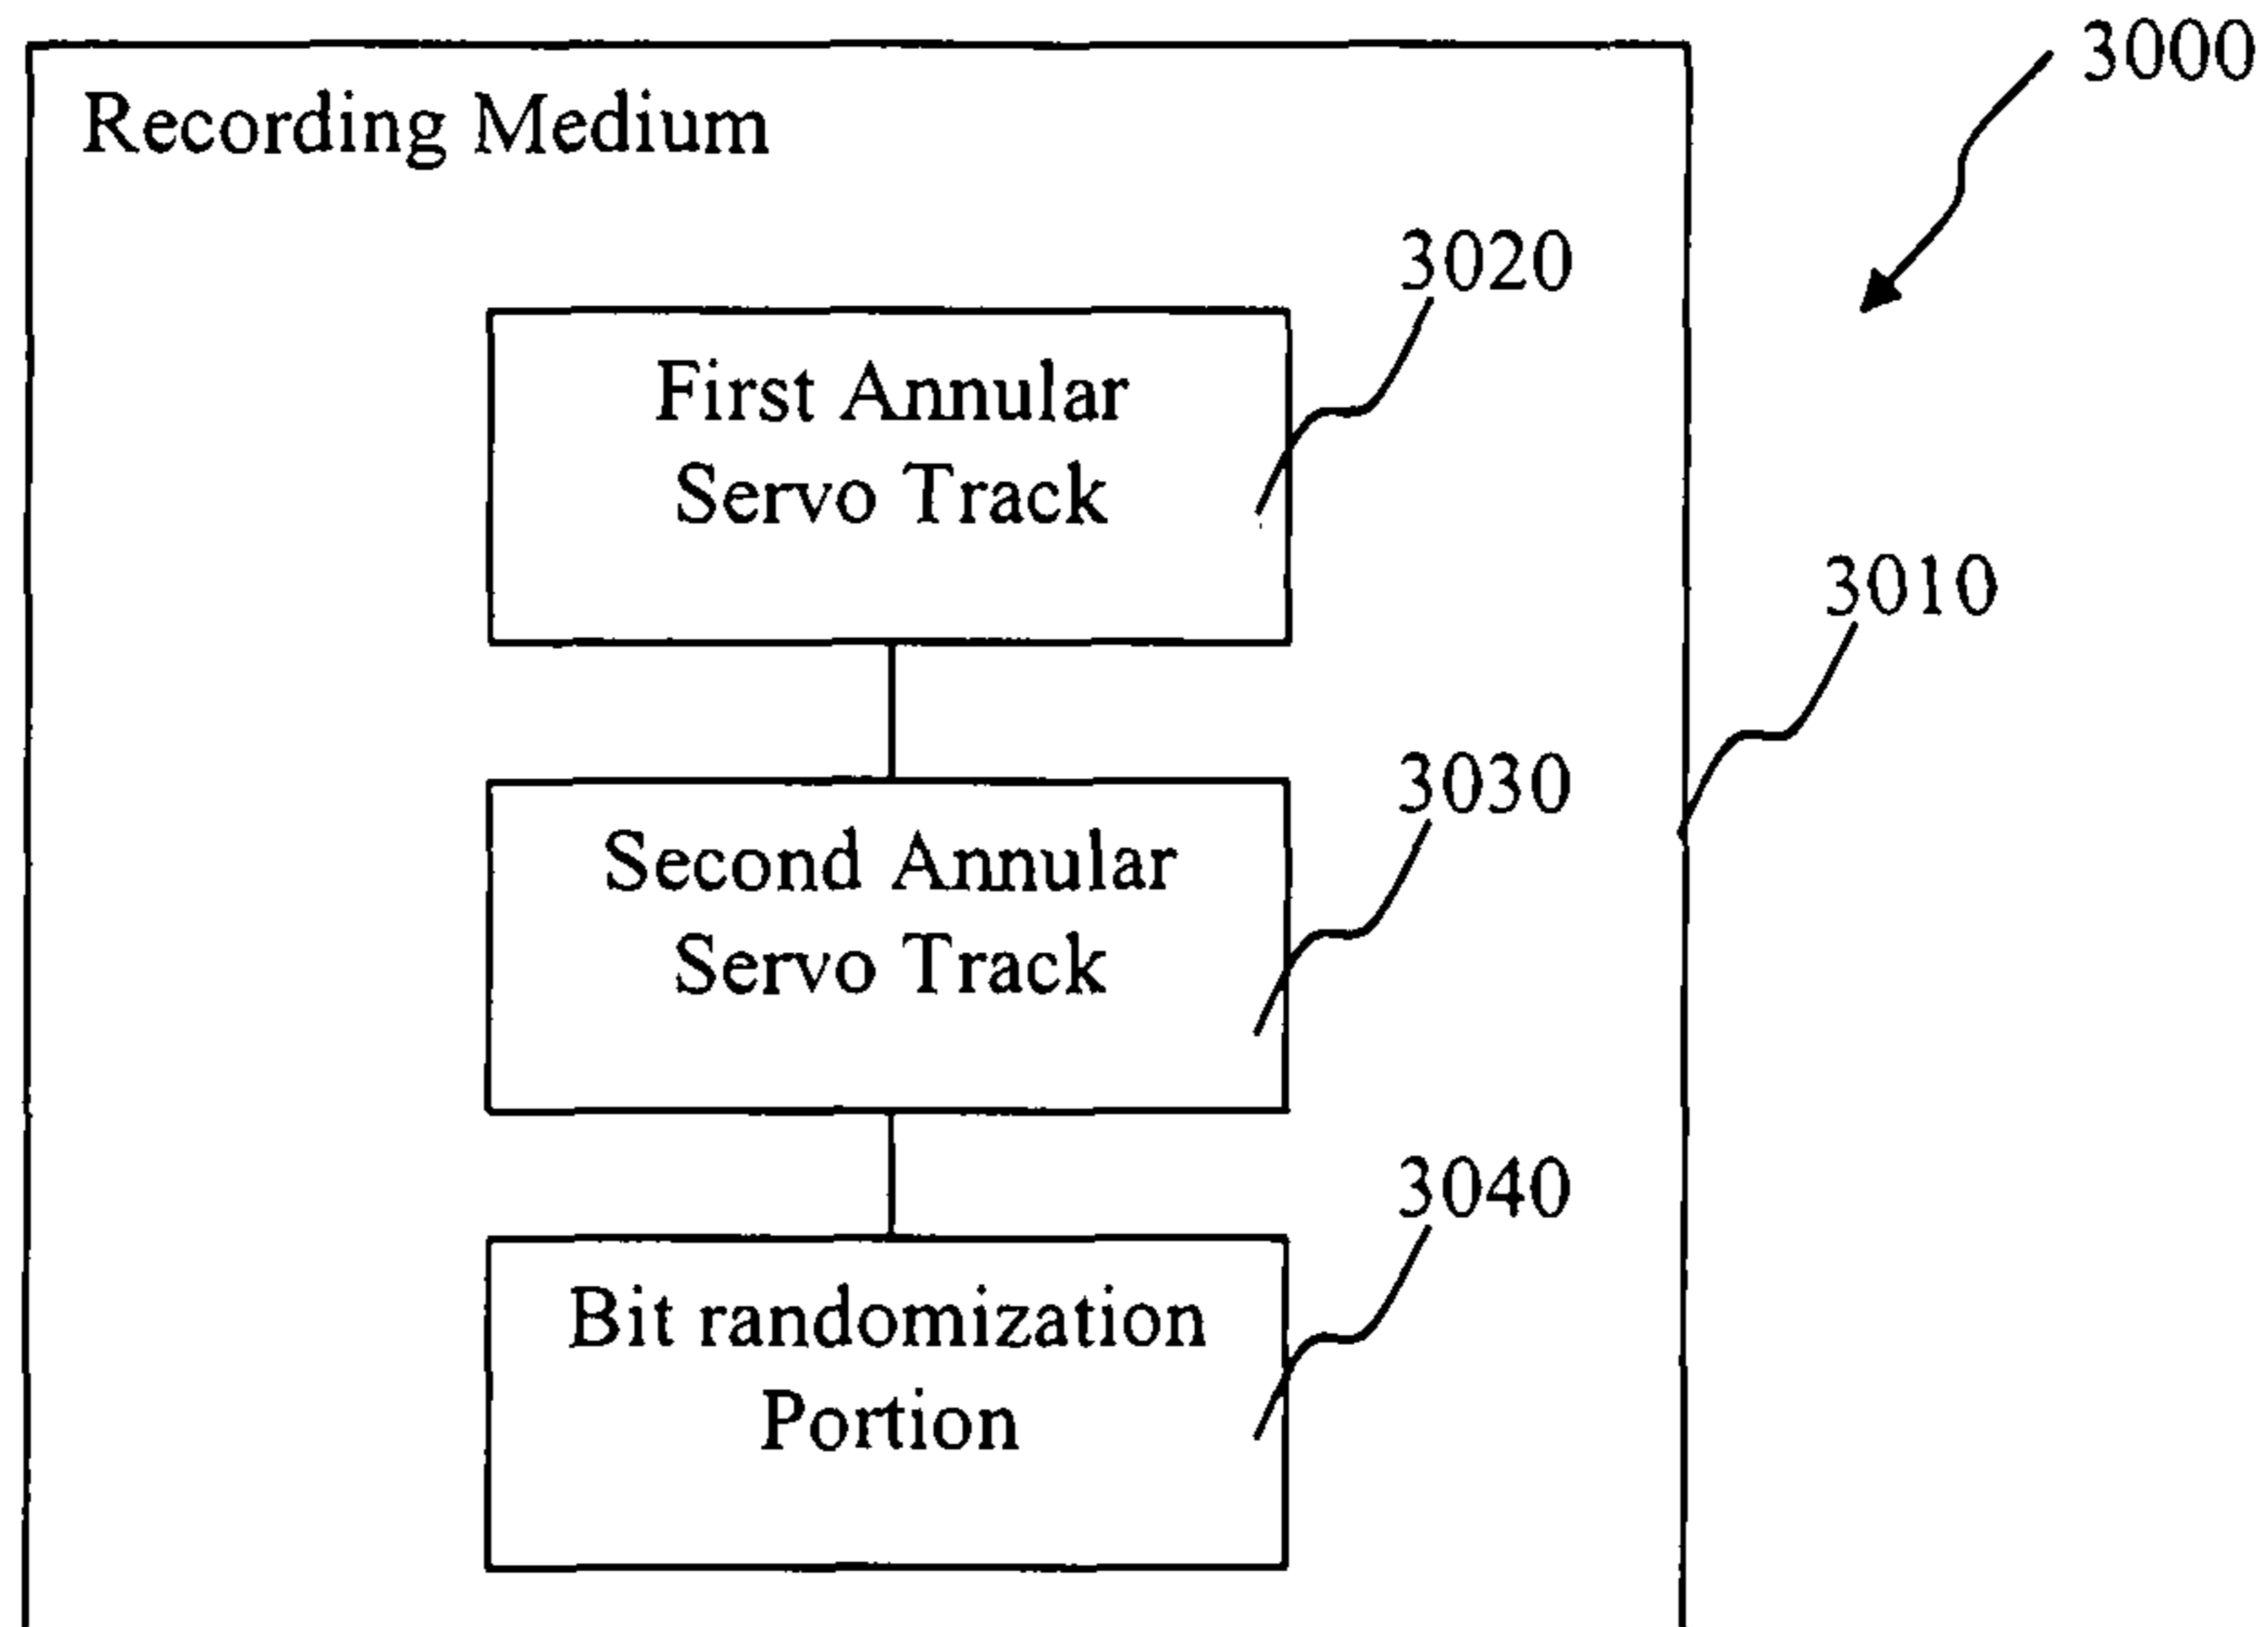 3000
Recording Medium
3020
First Annular
Servo Track
3010
3030
Second Annular
Servo Track
3040
Bit randomization
Portion